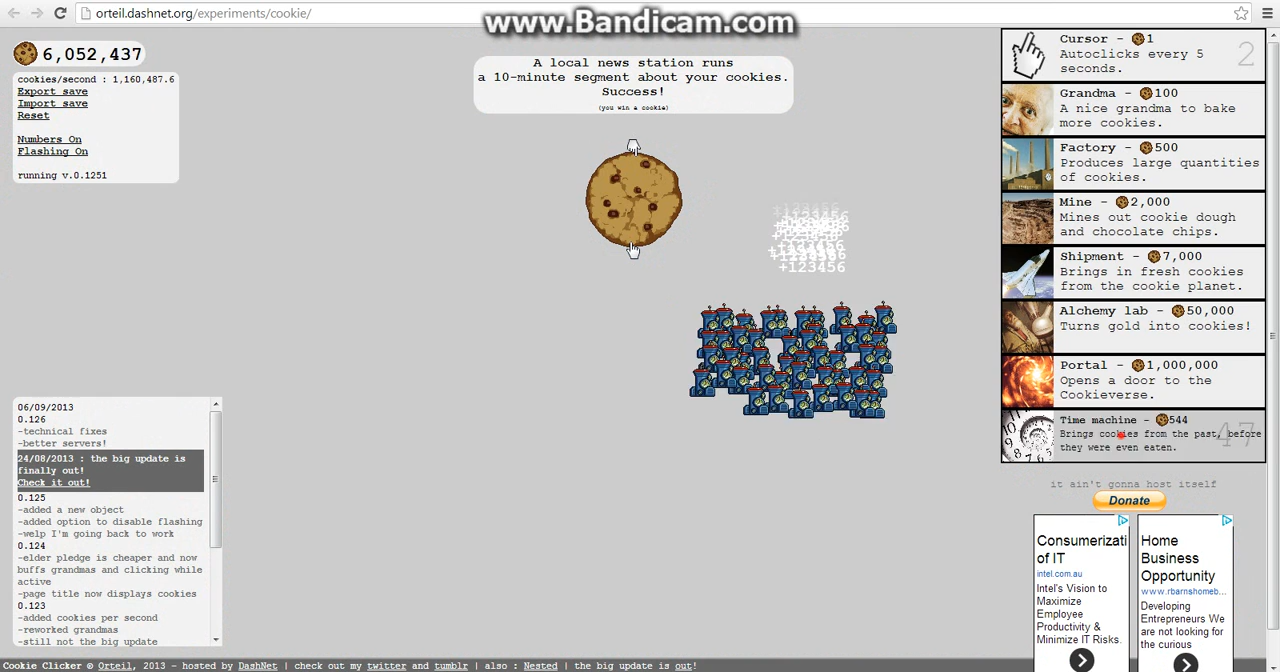 orteil.dashnet.org/experiments/cookie/
www.Bandicam.com
6,052,437
cookies/second : 1,160,487.6
Export save
Import save
Reset
Numbers On
Flashing On
running v.0.1251
A local news station runs
a 10-minute segment about your cookies.
Success!
(you win a cookie)
+123456
+123456
+123456
+123456
Cursor - 1
Autoclicks every 5
seconds.
2
Grandma - 100
A nice grandma to bake
more cookies.
Factory - 500
Produces large quantities
of cookies.
Mine - 2,000
Mines out cookie dough
and chocolate chips.
Shipment - 7,000
Brings in fresh cookies
from the cookie planet.
Alchemy lab - 50,000
Turns gold into cookies!
Portal - 1,000,000
Opens a door to the
Cookieverse.
Time machine - 544
Brings cookies from the past, before
they were even eaten.
47
it ain't gonna host itself
Donate
Consumerizati
of IT
intel.com.au
Intel's Vision to
Maximize
Employee
Productivity &
Minimize IT Risks.
Home
Business
Opportunity
www.rbarnshomeb...
Developing
Entrepreneurs We
are not looking for
the curious
06/09/2013
0.126
-technical fixes
-better servers!
24/08/2013 : the big update is
finally out!
Check it out!
0.125
-added a new object
-added option to disable flashing
-welp I'm going back to work
0.124
-elder pledge is cheaper and now
buffs grandmas and clicking while
active
-page title now displays cookies
0.123
-added cookies per second
-reworked grandmas
-still not the big update
Cookie Clicker © Orteil, 2013 - hosted by DashNet | check out my twitter and tumblr | also : Nested | the big update is out!